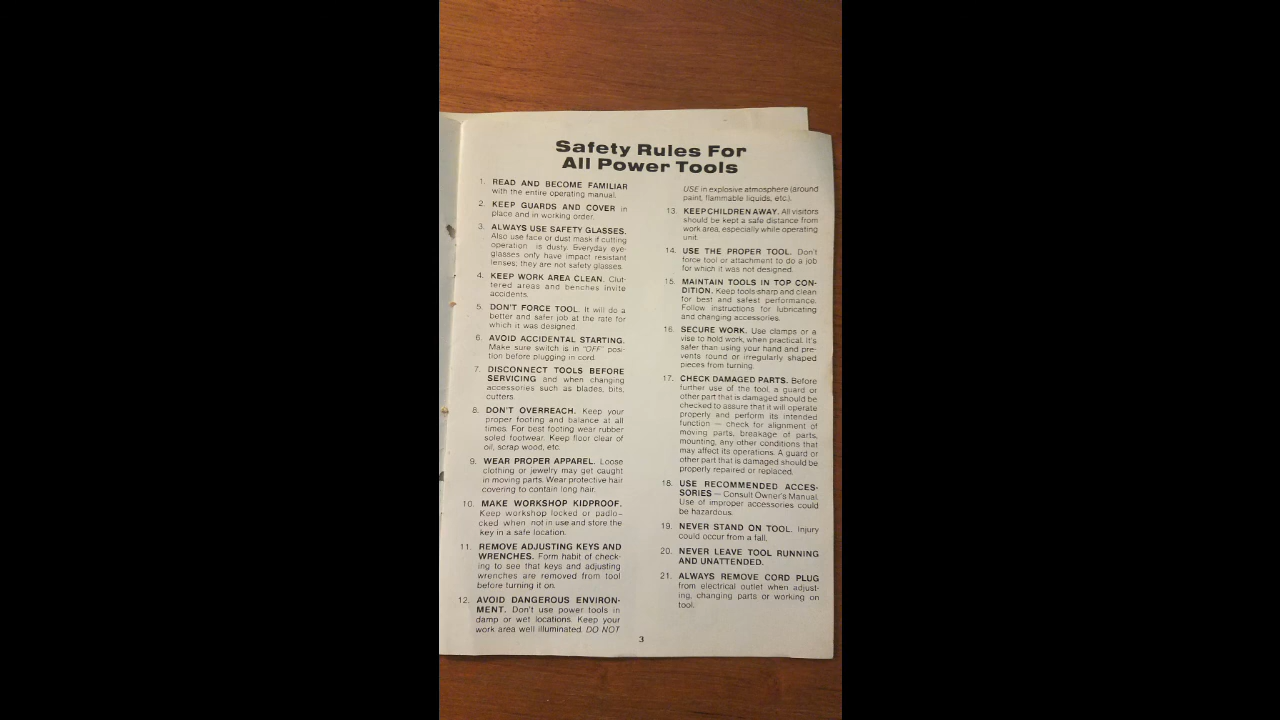 Safety Rules For
All Power Tools
1. READ AND BECOME FAMILIAR
with the entire operating manual.
2. KEEP GUARDS AND COVER in
place and in working order.
3. ALWAYS USE SAFETY GLASSES.
Also use face or dust mask if cutting
operation is dusty. Everyday eye-
glasses only have impact resistant
lenses; they are not safety glasses.
4. KEEP WORK AREA CLEAN. Clut-
tered areas and benches invite
accidents.
5. DON'T FORCE TOOL. It will do a
better and safer job at the rate for
which it was designed.
6. AVOID ACCIDENTAL STARTING.
Make sure switch is in "OFF" posi-
tion before plugging in cord.
7. DISCONNECT TOOLS BEFORE
SERVICING and when changing
accessories such as blades, bits,
cutters.
8. DON'T OVERREACH. Keep your
proper footing and balance at all
times. For best footing wear rubber
soled footwear. Keep floor clear of
oil, scrap wood, etc.
9. WEAR PROPER APPAREL. Loose
clothing or jewelry may get caught
in moving parts. Wear protective hair
covering to contain long hair.
10. MAKE WORKSHOP KIDPROOF.
Keep workshop locked or padlo-
cked when not in use and store the
key in a safe location.
11. REMOVE ADJUSTING KEYS AND
WRENCHES. Form habit of check-
ing to see that keys and adjusting
wrenches are removed from tool
before turning it on.
12. AVOID DANGEROUS ENVIRON-
MENT. Don't use power tools in
damp or wet locations. Keep your
work area well illuminated. DO NOT
USE in explosive atmosphere (around
paint, flammable liquids, etc.).
13. KEEP CHILDREN AWAY. All visitors
should be kept a safe distance from
work area, especially while operating
unit.
14. USE THE PROPER TOOL. Don't
force tool or attachment to do a job
for which it was not designed.
15. MAINTAIN TOOLS IN TOP CON-
DITION. Keep tools sharp and clean
for best and safest performance.
Follow instructions for lubricating
and changing accessories.
16. SECURE WORK. Use clamps or a
vise to hold work, when practical. It's
safer than using your hand and pre-
vents round or irregularly shaped
pieces from turning.
17. CHECK DAMAGED PARTS. Before
further use of the tool, a guard or
other part that is damaged should be
checked to assure that it will operate
properly and perform its intended
function — check for alignment of
moving parts, breakage of parts,
mounting, any other conditions that
may affect its operations. A guard or
other part that is damaged should be
properly repaired or replaced.
18. USE RECOMMENDED ACCES-
SORIES — Consult Owner's Manual.
Use of improper accessories could
be hazardous.
19. NEVER STAND ON TOOL. Injury
could occur from a fall.
20. NEVER LEAVE TOOL RUNNING
AND UNATTENDED.
21. ALWAYS REMOVE CORD PLUG
from electrical outlet when adjust-
ing, changing parts or working on
tool.
3